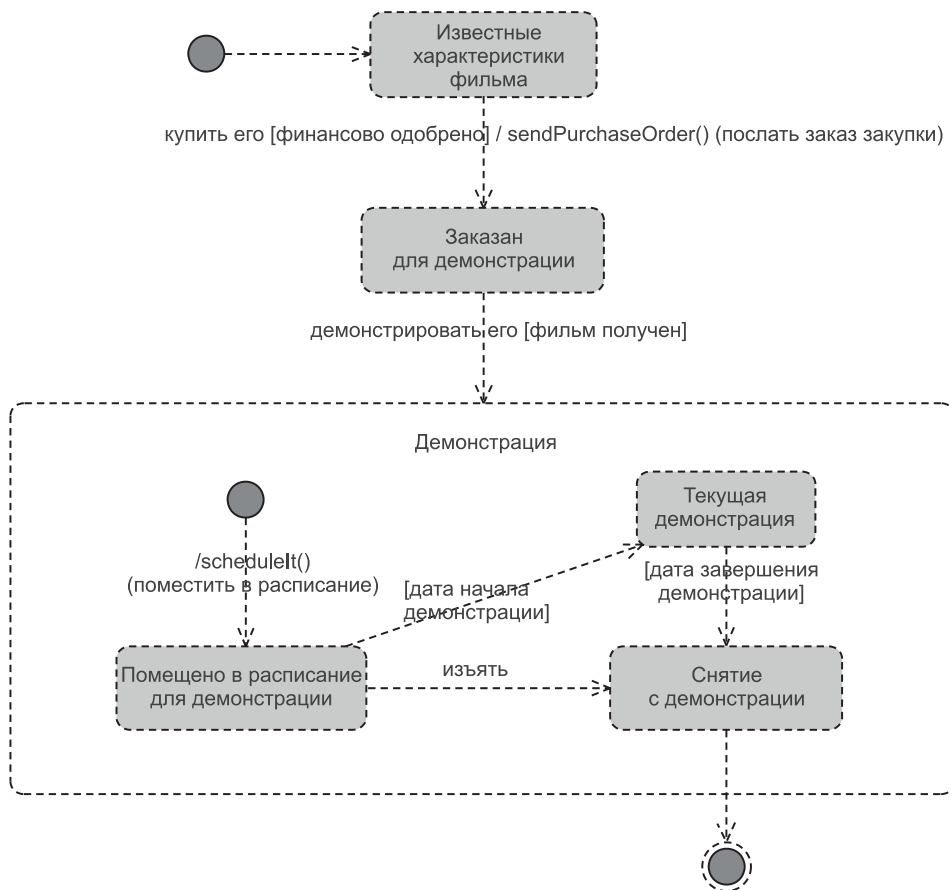 Известные
характеристики
фильма
купить его [финансово одобрено] / sendPurchaseOrder() (послать заказ закупки)
Заказан
для демонстрации
демонстрировать его [фильм получен]
Демонстрация
Текущая
демонстрация
/scheduleIt()
(поместить в расписание)
[дата начала
демонстрации]
[дата завершения
демонстрации]
Помещено в расписание
для демонстрации
изъять
Снятие
с демонстрации